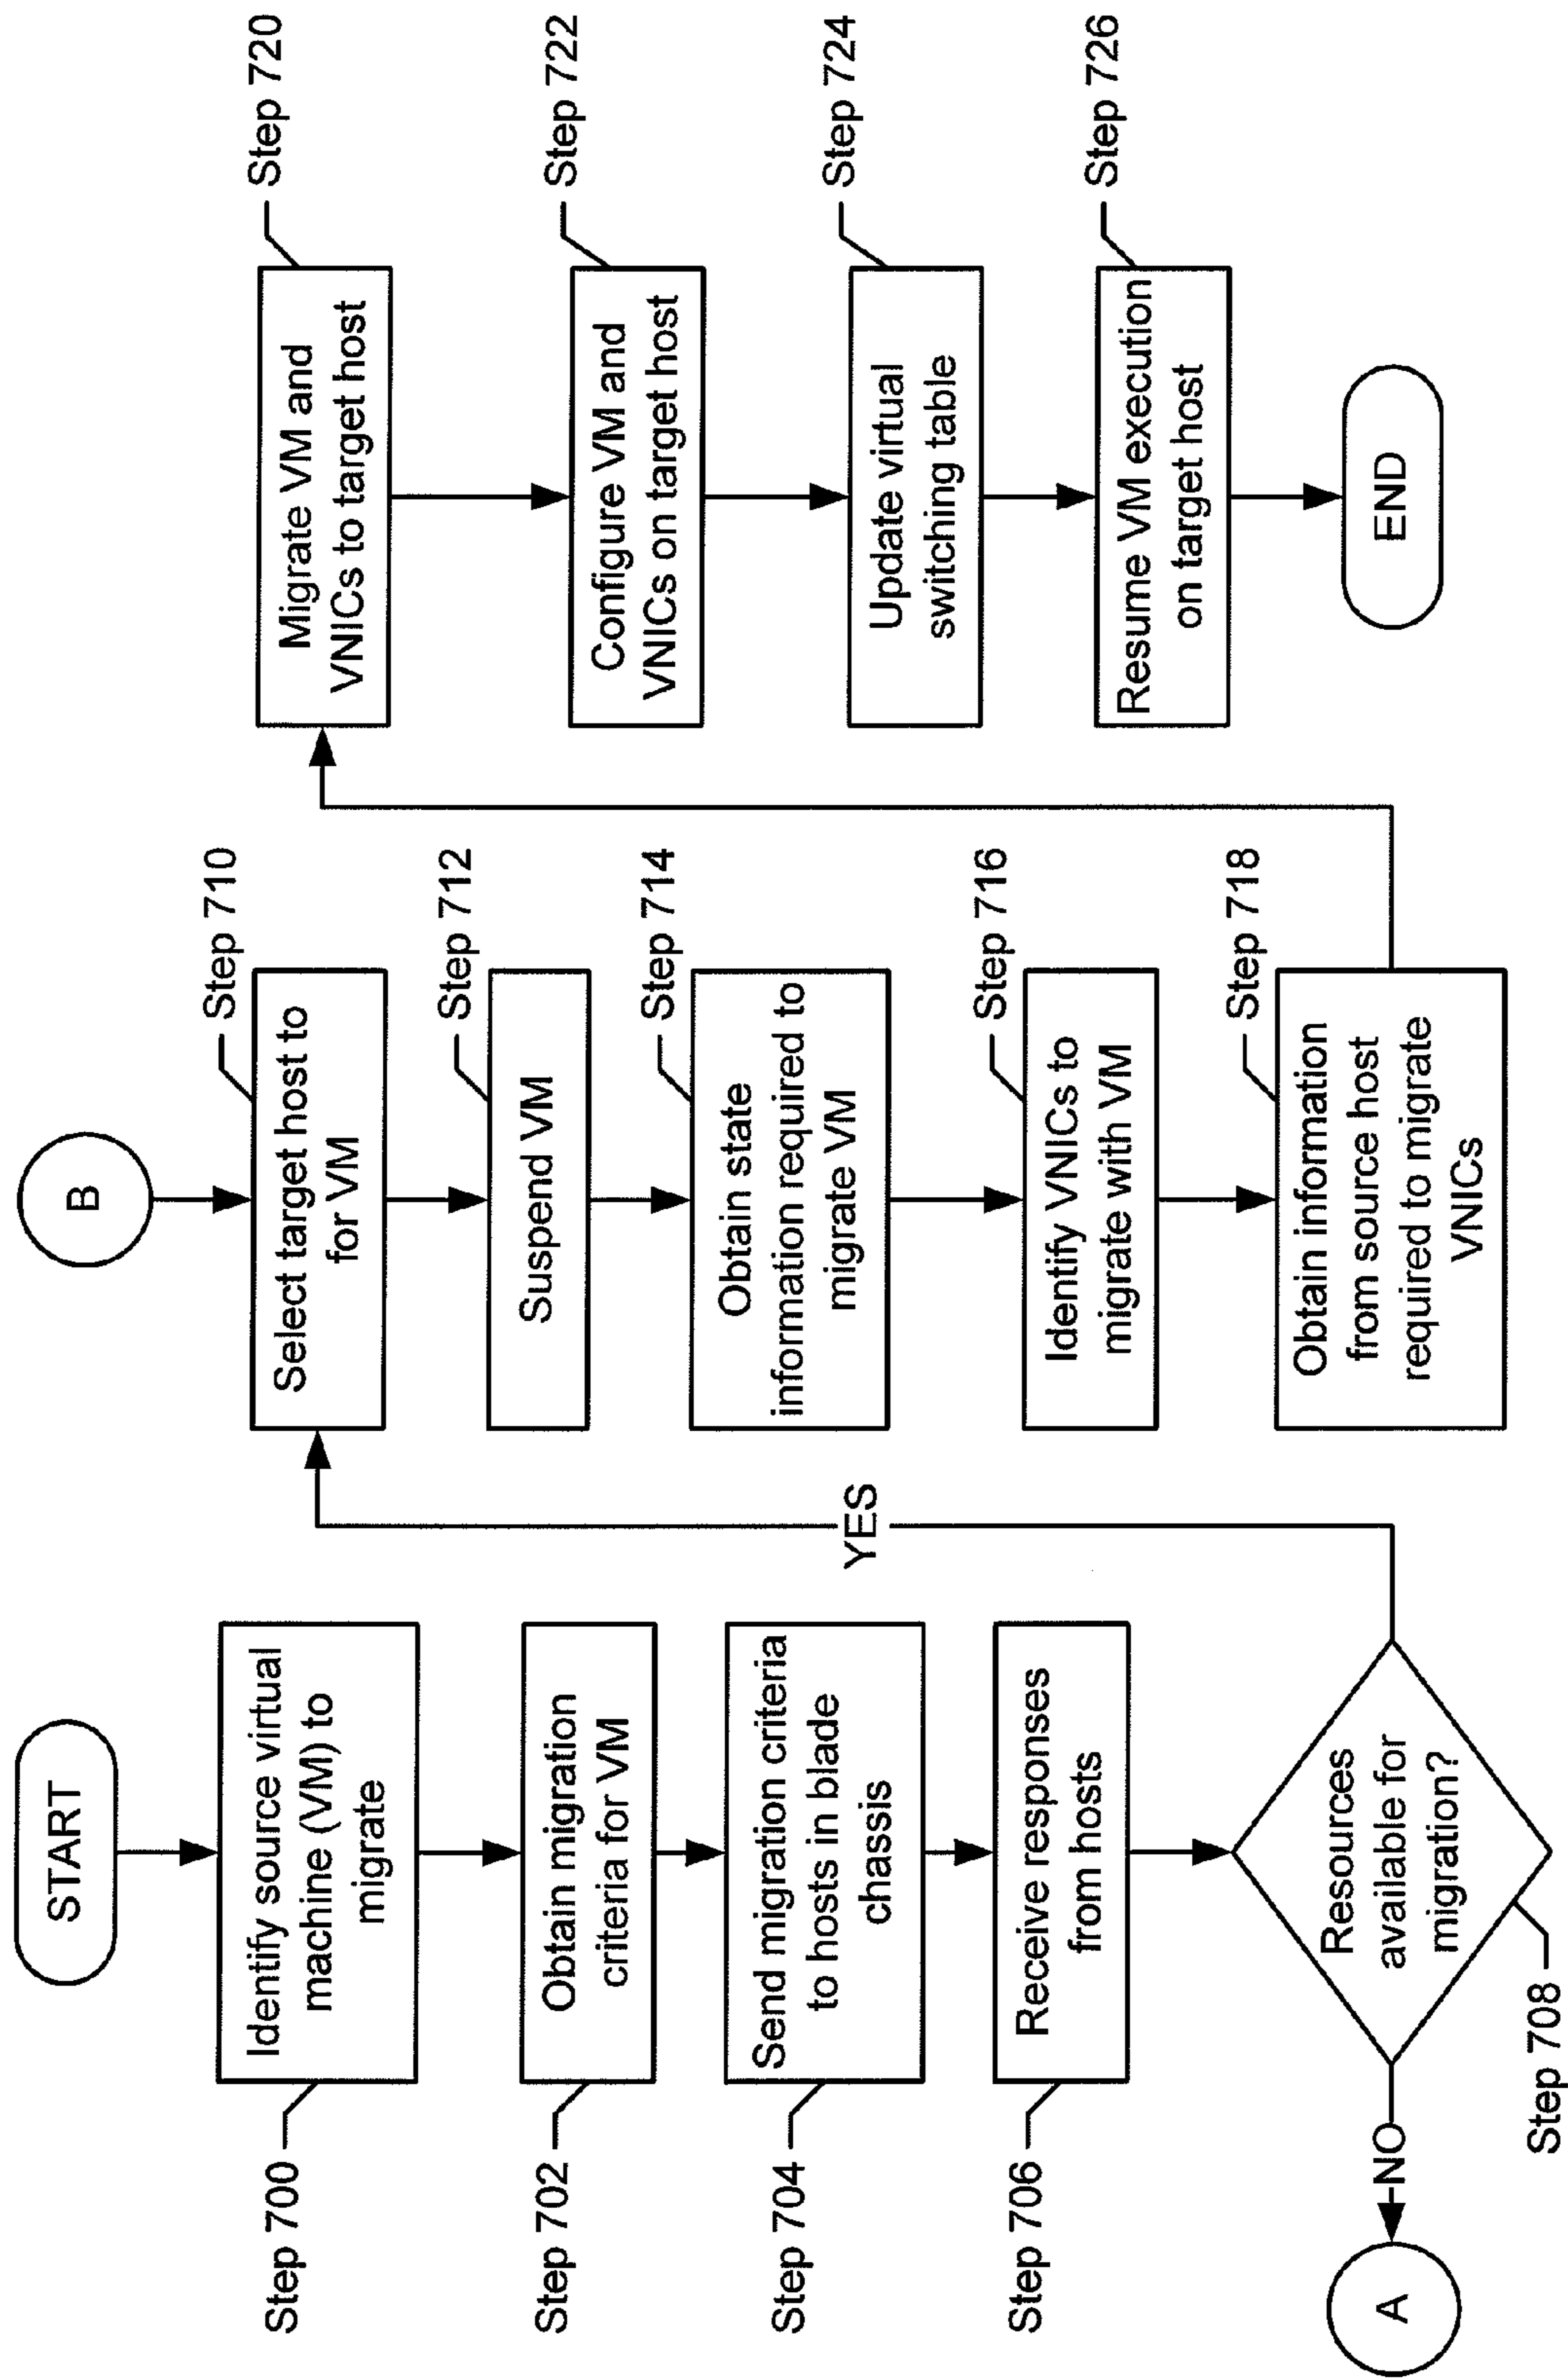 START
Identify source virtual
machine (VM) to
migrate
Step 700
Obtain migration
criteria for VM
Step 702
Send migration criteria
to hosts in blade
chassis
Step 704
Receive responses
from hosts
Step 706
Resources
available for
migration?
Step 708
NO
A
YES
B
Select target host to
for VM
Step 710
Suspend VM
Step 712
Obtain state
information required to
migrate VM
Step 714
Identify VNICs to
migrate with VM
Step 716
Obtain information
from source host
required to migrate
VNICs
Step 718
Migrate VM and
VNICs to target host
Step 720
Configure VM and
VNICs on target host
Step 722
Update virtual
switching table
Step 724
Resume VM execution
on target host
Step 726
END